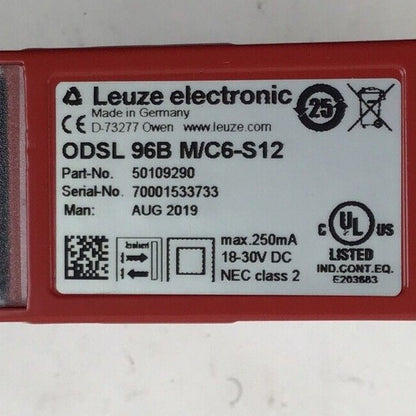 Leuze electronic
Made in Germany
CE D-73277 Owen www.leuze.com
25
ODSL 96B M/C6-S12
Part-No. 50109290
Serial-No. 70001533733
Man: AUG 2019
max.250mA
18-30V DC
NEC class 2
C UL US
LISTED
IND.CONT.EQ.
E203683